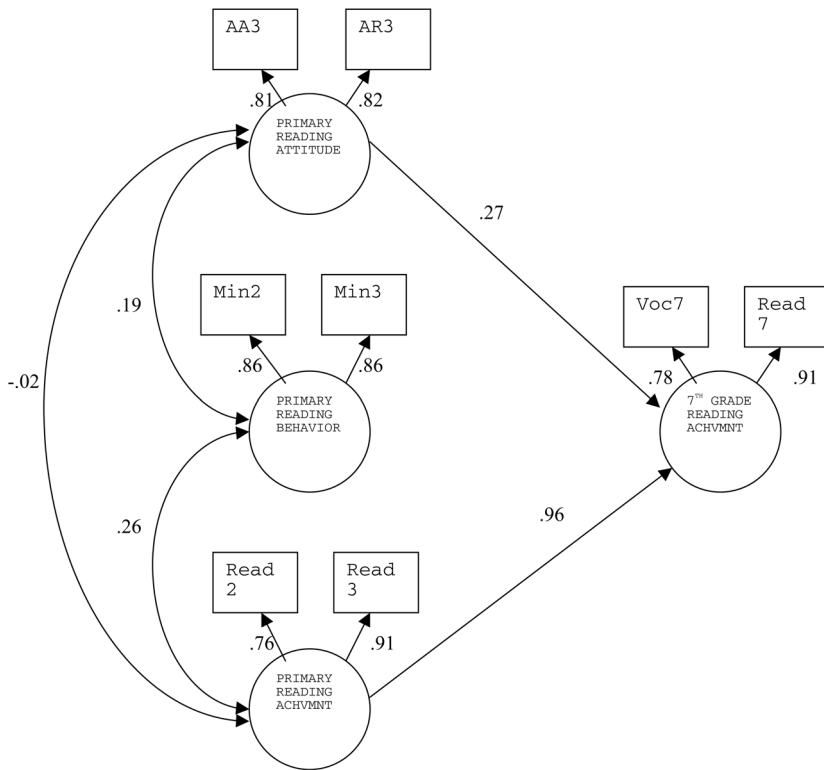 AA3
AR3
.81
.82
PRIMARY
READING
ATTITUDE
.27
.19
-.02
Min2
Min3
.86
.86
PRIMARY
READING
BEHAVIOR
Voc7
Read
7
.78
.91
7TH GRADE
READING
ACHVMNT
.26
.96
Read
2
Read
3
.76
.91
PRIMARY
READING
ACHVMNT